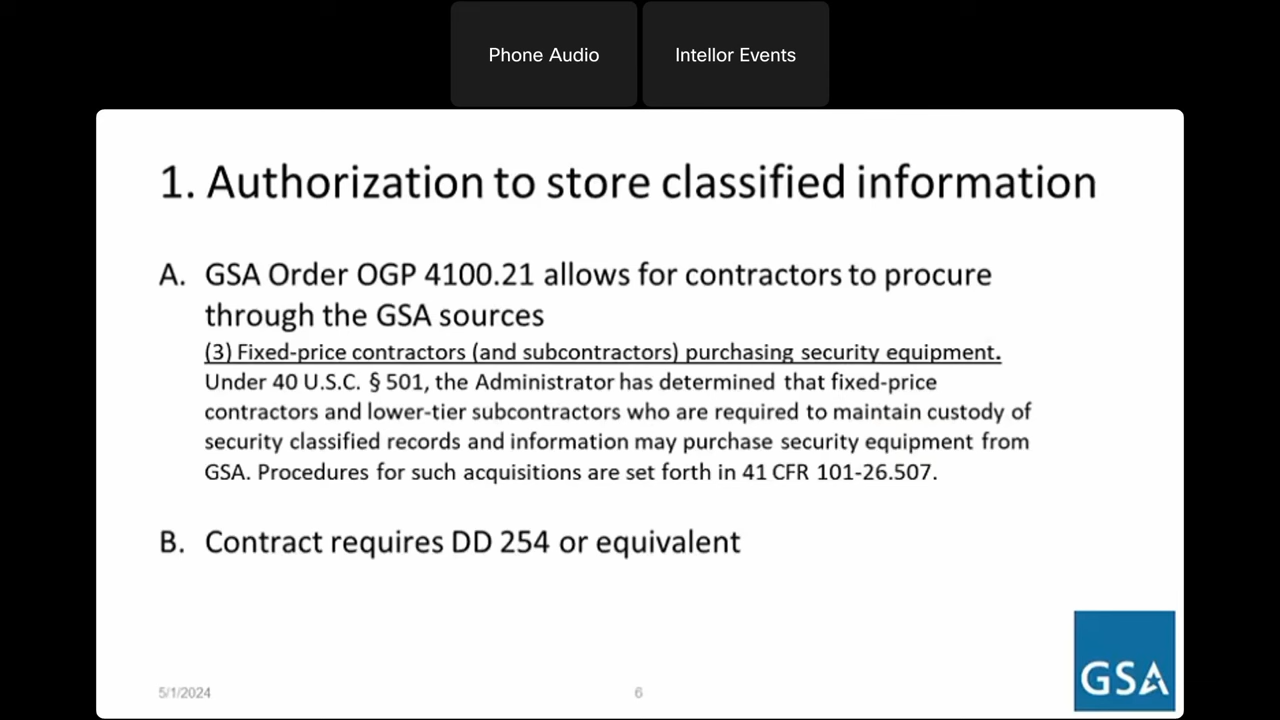 Phone Audio
Intellor Events
1. Authorization to store classified information
A. GSA Order OGP 4100.21 allows for contractors to procure
through the GSA sources
(3) Fixed-price contractors (and subcontractors) purchasing security equipment.
Under 40 U.S.C. § 501, the Administrator has determined that fixed-price
contractors and lower-tier subcontractors who are required to maintain custody of
security classified records and information may purchase security equipment from
GSA. Procedures for such acquisitions are set forth in 41 CFR 101-26.507.
B. Contract requires DD 254 or equivalent
5/1/2024
6
GSA